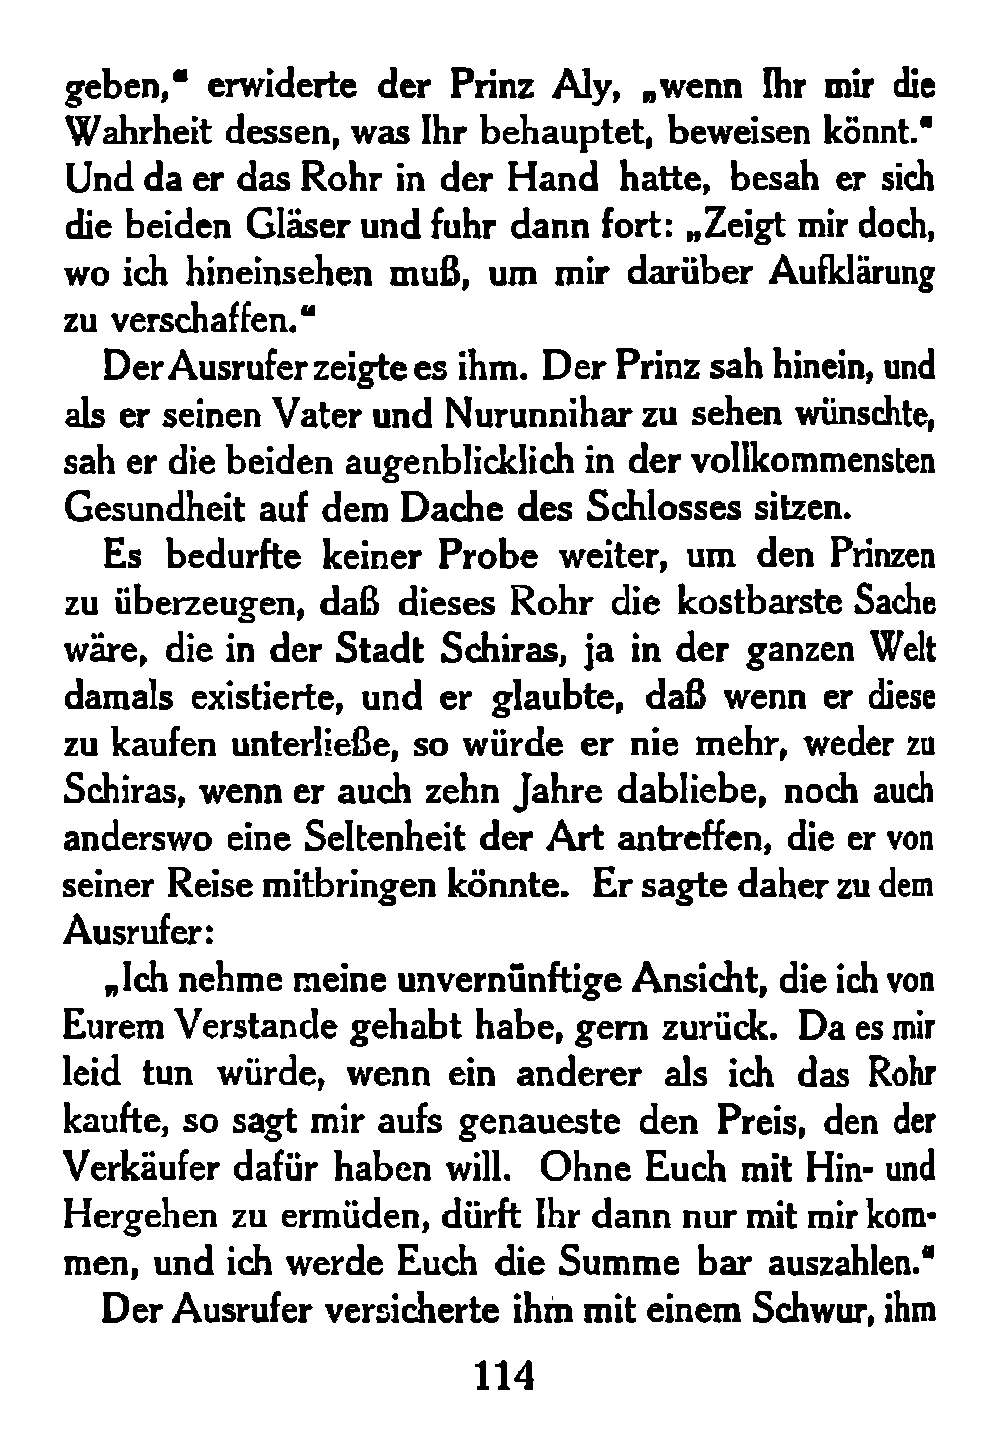 geben,“ erwiderte der Prinz Aly, „wenn Ihr mir die
Wahrheit dessen, was Ihr behauptet, beweisen könnt.“
Und da er das Rohr in der Hand hatte, besah er sich
die beiden Gläser und fuhr dann fort: „Zeigt mir doch,
wo ich hineinsehen muß, um mir darüber Aufklärung
zu verschaffen.“
Der Ausrufer zeigte es ihm. Der Prinz sah hinein, und
als er seinen Vater und Nurunnihar zu sehen wünschte,
sah er die beiden augenblicklich in der vollkommensten
Gesundheit auf dem Dache des Schlosses sitzen.
Es bedurfte keiner Probe weiter, um den Prinzen
zu überzeugen, daß dieses Rohr die kostbarste Sache
wäre, die in der Stadt Schiras, ja in der ganzen Welt
damals existierte, und er glaubte, daß wenn er diese
zu kaufen unterließe, so würde er nie mehr, weder zu
Schiras, wenn er auch zehn Jahre dabliebe, noch auch
anderswo eine Seltenheit der Art antreffen, die er von
seiner Reise mitbringen könnte. Er sagte daher zu dem
Ausrufer:
„Ich nehme meine unvernünftige Ansicht, die ich von
Eurem Verstande gehabt habe, gern zurück. Da es mir
leid tun würde, wenn ein anderer als ich das Rohr
kaufte, so sagt mir aufs genaueste den Preis, den der
Verkäufer dafür haben will. Ohne Euch mit Hin- und
Hergehen zu ermüden, dürft Ihr dann nur mit mir kom-
men, und ich werde Euch die Summe bar auszahlen.“
Der Ausrufer versicherte ihm mit einem Schwur, ihm
114